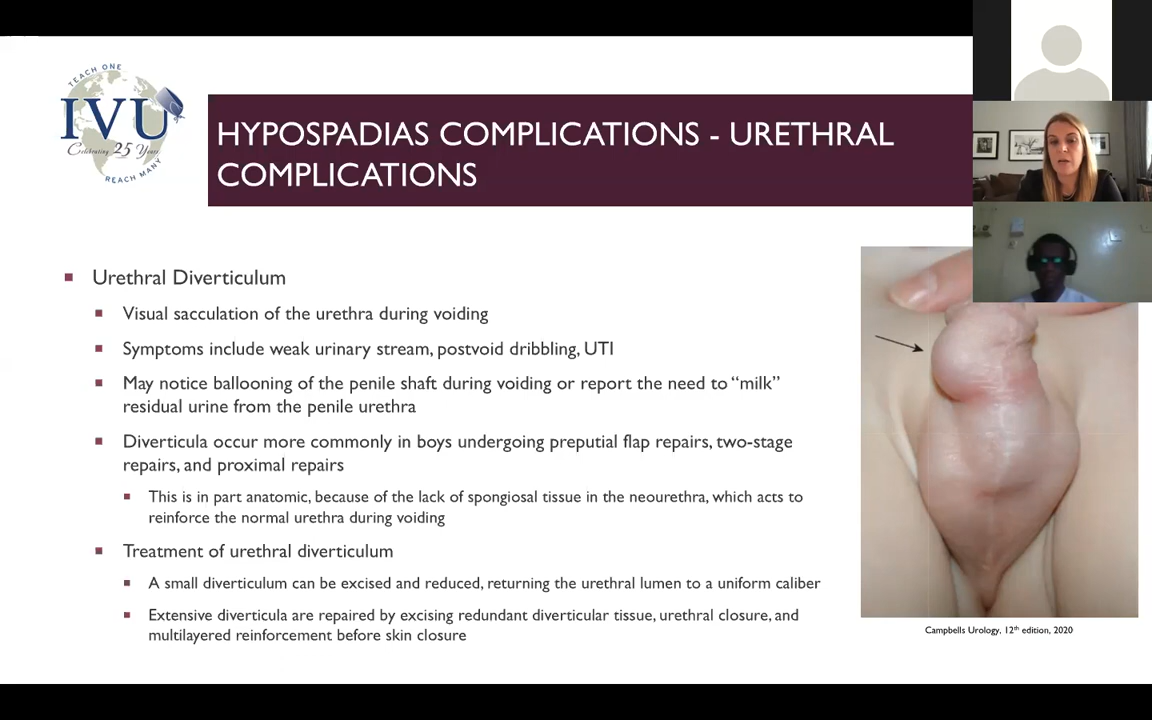 TEACH ONE
IVU
Celebrating 25 Years
REACH MANY
HYPOSPADIAS COMPLICATIONS - URETHRAL
COMPLICATIONS
Urethral Diverticulum
Visual sacculation of the urethra during voiding
Symptoms include weak urinary stream, postvoid dribbling, UTI
May notice ballooning of the penile shaft during voiding or report the need to “milk”
residual urine from the penile urethra
Diverticula occur more commonly in boys undergoing preputial flap repairs, two-stage
repairs, and proximal repairs
This is in part anatomic, because of the lack of spongiosal tissue in the neourethra, which acts to
reinforce the normal urethra during voiding
Treatment of urethral diverticulum
A small diverticulum can be excised and reduced, returning the urethral lumen to a uniform caliber
Extensive diverticula are repaired by excising redundant diverticular tissue, urethral closure, and
multilayered reinforcement before skin closure
Campbells Urology, 12th edition, 2020